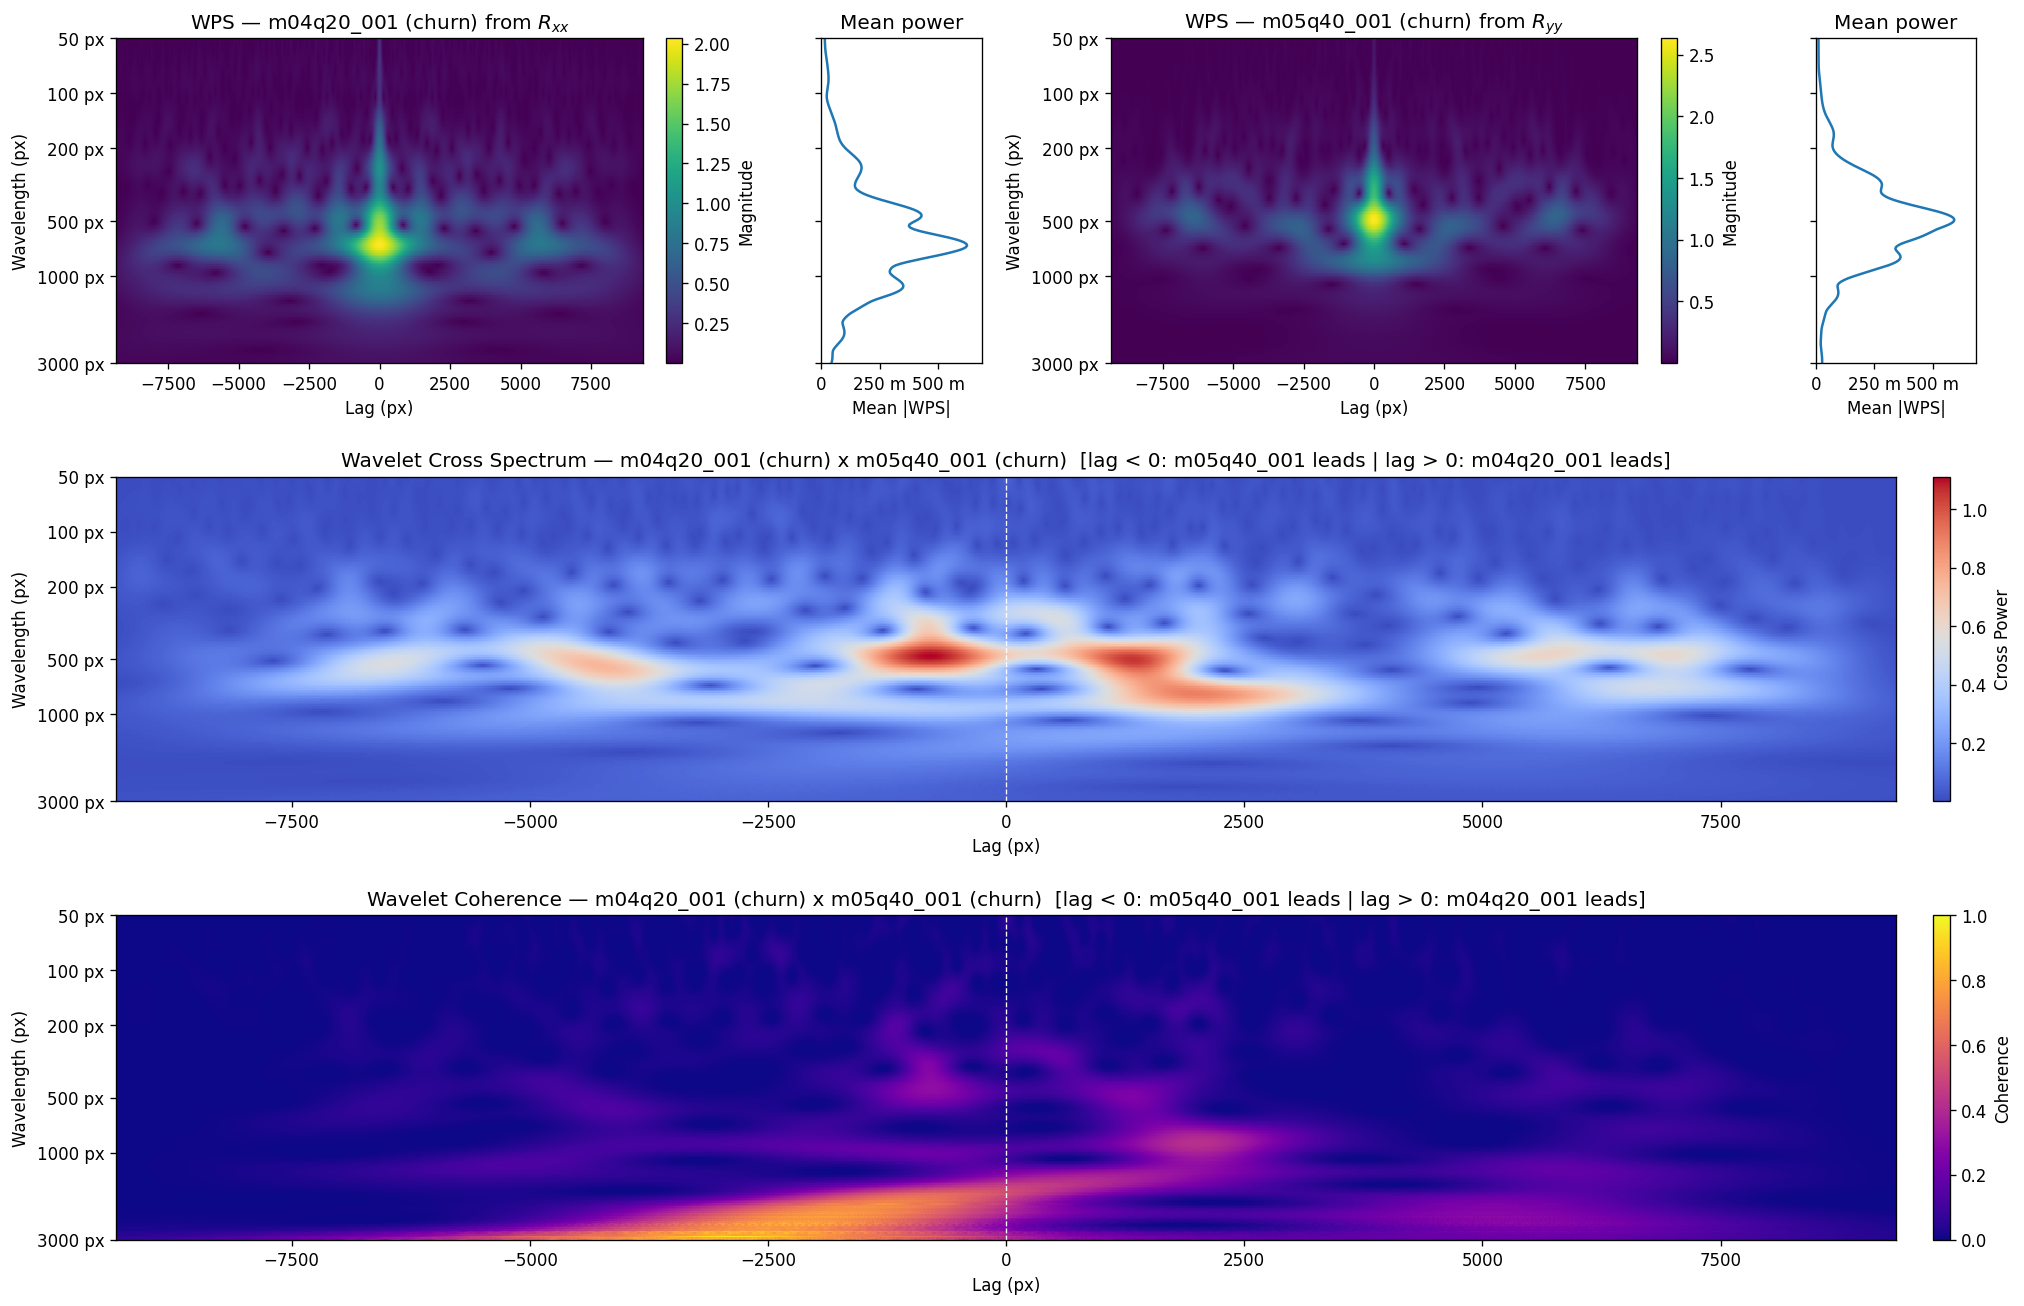 WPS — m04q20_001 (churn) from Rxx
Mean power
WPS — m05q40_001 (churn) from Ryy
Mean power
50 px
100 px
200 px
500 px
1000 px
3000 px
Wavelength (px)
−7500 −5000 −2500 0 2500 5000 7500
Lag (px)
2.00
1.75
1.50
1.25
1.00
0.75
0.50
0.25
Magnitude
0 250 m 500 m
Mean |WPS|
50 px
100 px
200 px
500 px
1000 px
3000 px
Wavelength (px)
−7500 −5000 −2500 0 2500 5000 7500
Lag (px)
2.5
2.0
1.5
1.0
0.5
Magnitude
0 250 m 500 m
Mean |WPS|
Wavelet Cross Spectrum — m04q20_001 (churn) x m05q40_001 (churn) [lag < 0: m05q40_001 leads | lag > 0: m04q20_001 leads]
50 px
100 px
200 px
500 px
1000 px
3000 px
Wavelength (px)
−7500 −5000 −2500 0 2500 5000 7500
Lag (px)
1.0
0.8
0.6
0.4
0.2
Cross Power
Wavelet Coherence — m04q20_001 (churn) x m05q40_001 (churn) [lag < 0: m05q40_001 leads | lag > 0: m04q20_001 leads]
50 px
100 px
200 px
500 px
1000 px
3000 px
Wavelength (px)
−7500 −5000 −2500 0 2500 5000 7500
Lag (px)
1.0
0.8
0.6
0.4
0.2
0.0
Coherence